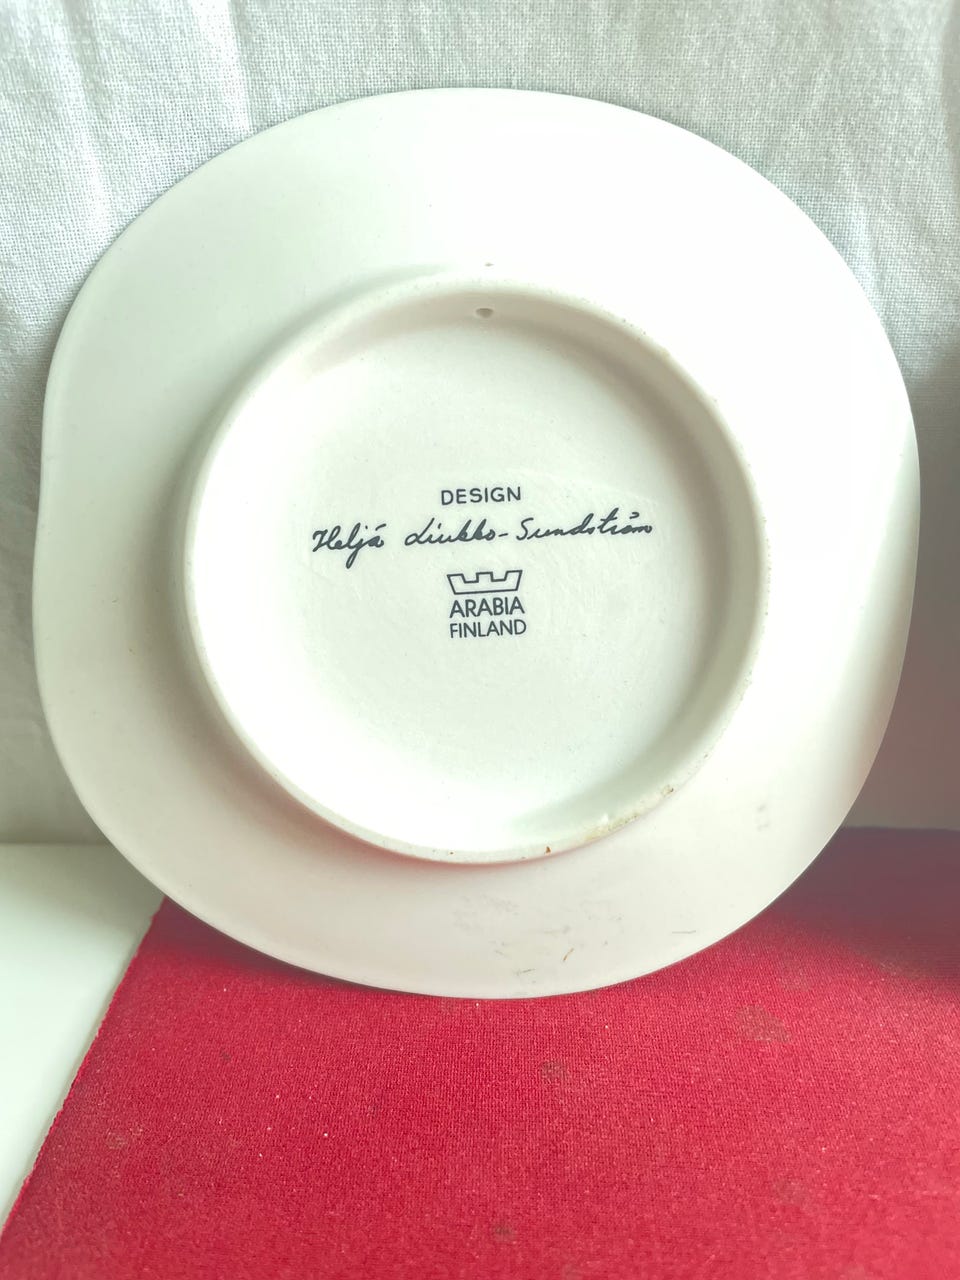 DESIGN
Heljä Liukko-Sundström
ARABIA
FINLAND